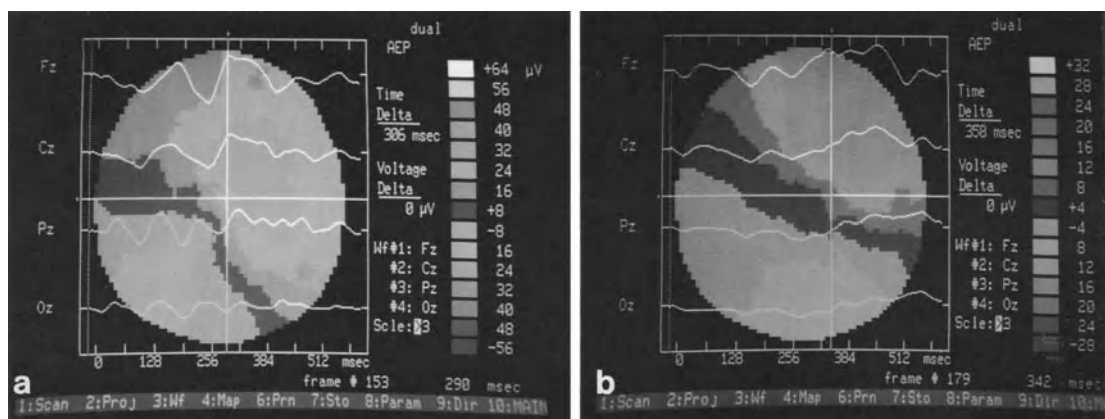 dual
AEP
Fz
Cz
Pz
Oz
Time
Delta
306 msec
Voltage
Delta
0 µV
Wf#1: Fz
#2: Cz
#3: Pz
#4: Oz
Scle: X3
+64 µV
56
48
40
32
24
16
+8
-8
16
24
32
40
48
-56
0 128 256 384 512 msec
frame # 153 290 msec
1:Scan 2:Proj 3:Wf 4:Map 6:Prn 7:Sto 8:Param 9:Dir 10:MAIN
a
dual
AEP
Fz
Cz
Pz
Oz
Time
Delta
358 msec
Voltage
Delta
0 µV
Wf#1: Fz
#2: Cz
#3: Pz
#4: Oz
Scle: X3
+32
28
24
20
16
12
8
+4
-4
8
12
16
20
24
-28
0 128 256 384 512 msec
frame # 179 342 msec
1:Scan 2:Proj 3:Wf 4:Map 6:Prn 7:Sto 8:Param 9:Dir
b